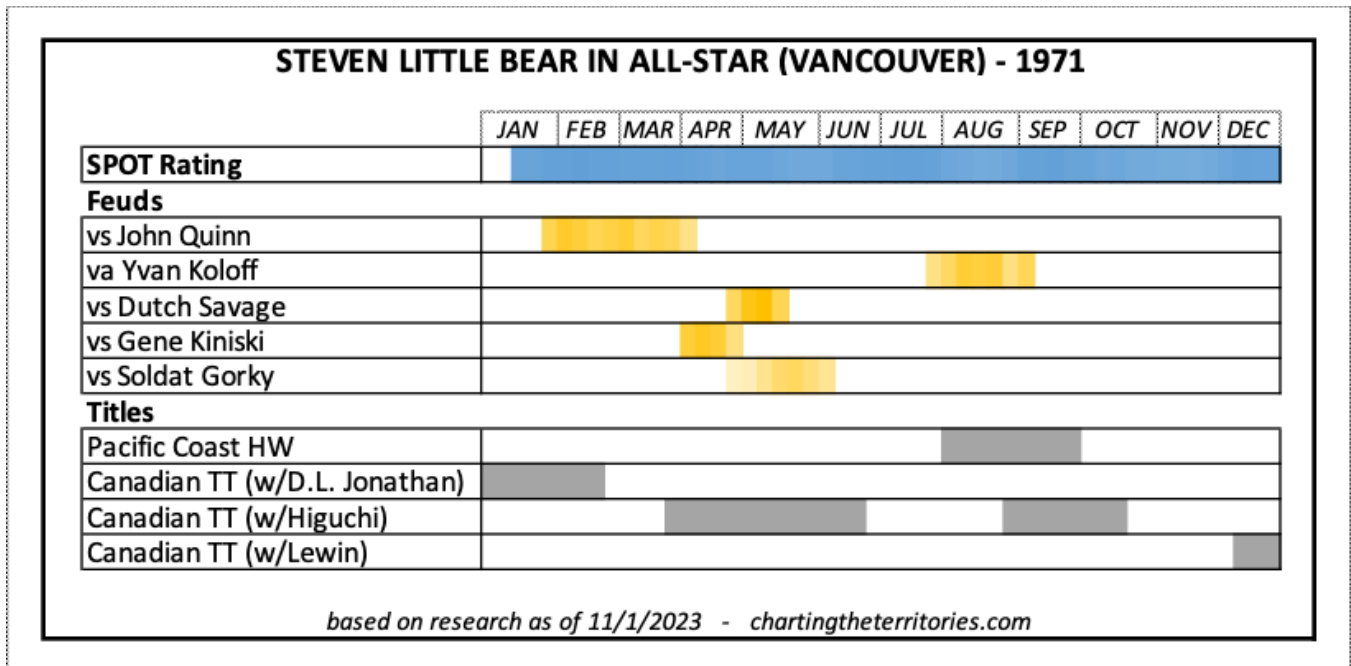 STEVEN LITTLE BEAR IN ALL-STAR (VANCOUVER) - 1971
JAN FEB MAR APR MAY JUN JUL AUG SEP OCT NOV DEC
SPOT Rating
Feuds
vs John Quinn
va Yvan Koloff
vs Dutch Savage
vs Gene Kiniski
vs Soldat Gorky
Titles
Pacific Coast HW
Canadian TT (w/D.L. Jonathan)
Canadian TT (w/Higuchi)
Canadian TT (w/Lewin)
based on research as of 11/1/2023 - chartingtheterritories.com